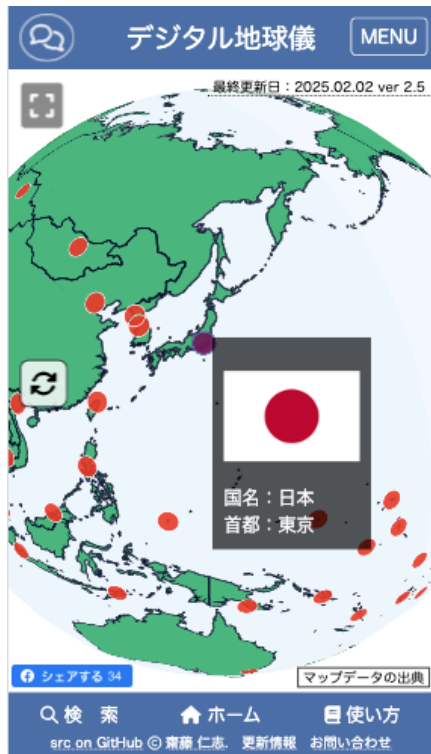 デジタル地球儀
MENU
最終更新日：2025.02.02 ver 2.5
国名：日本
首都：東京
シェアする 34
マップデータの出典
検　索
ホーム
使い方
src on GitHub © 齋藤 仁志.　更新情報　お問い合わせ